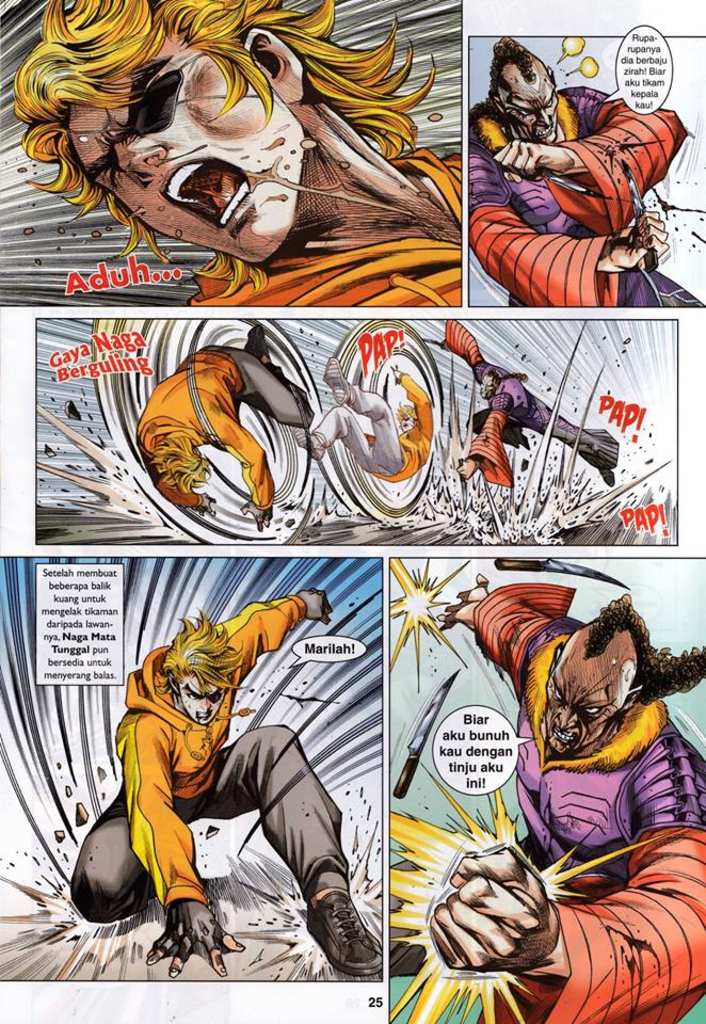 Aduh...
Rupa-
rupanya
dia berbaju
zirah! Biar
aku tikam
kepala
kau!
Gaya Naga
Berguling
PAP!
PAP!
PAP!
Setelah membuat
beberapa balik
kuang untuk
mengelak tikaman
daripada lawan-
nya, Naga Mata
Tunggal pun
bersedia untuk
menyerang balas.
Marilah!
Biar
aku bunuh
kau dengan
tinju aku
ini!
25